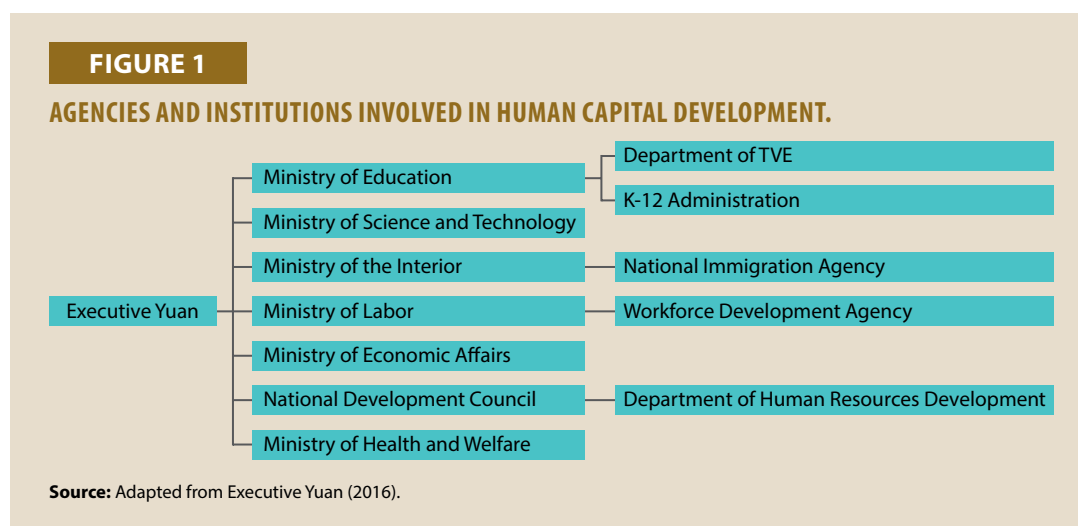 FIGURE 1
AGENCIES AND INSTITUTIONS INVOLVED IN HUMAN CAPITAL DEVELOPMENT.
Executive Yuan
Ministry of Education
Department of TVE
K-12 Administration
Ministry of Science and Technology
Ministry of the Interior
National Immigration Agency
Ministry of Labor
Workforce Development Agency
Ministry of Economic Affairs
National Development Council
Department of Human Resources Development
Ministry of Health and Welfare
Source: Adapted from Executive Yuan (2016).